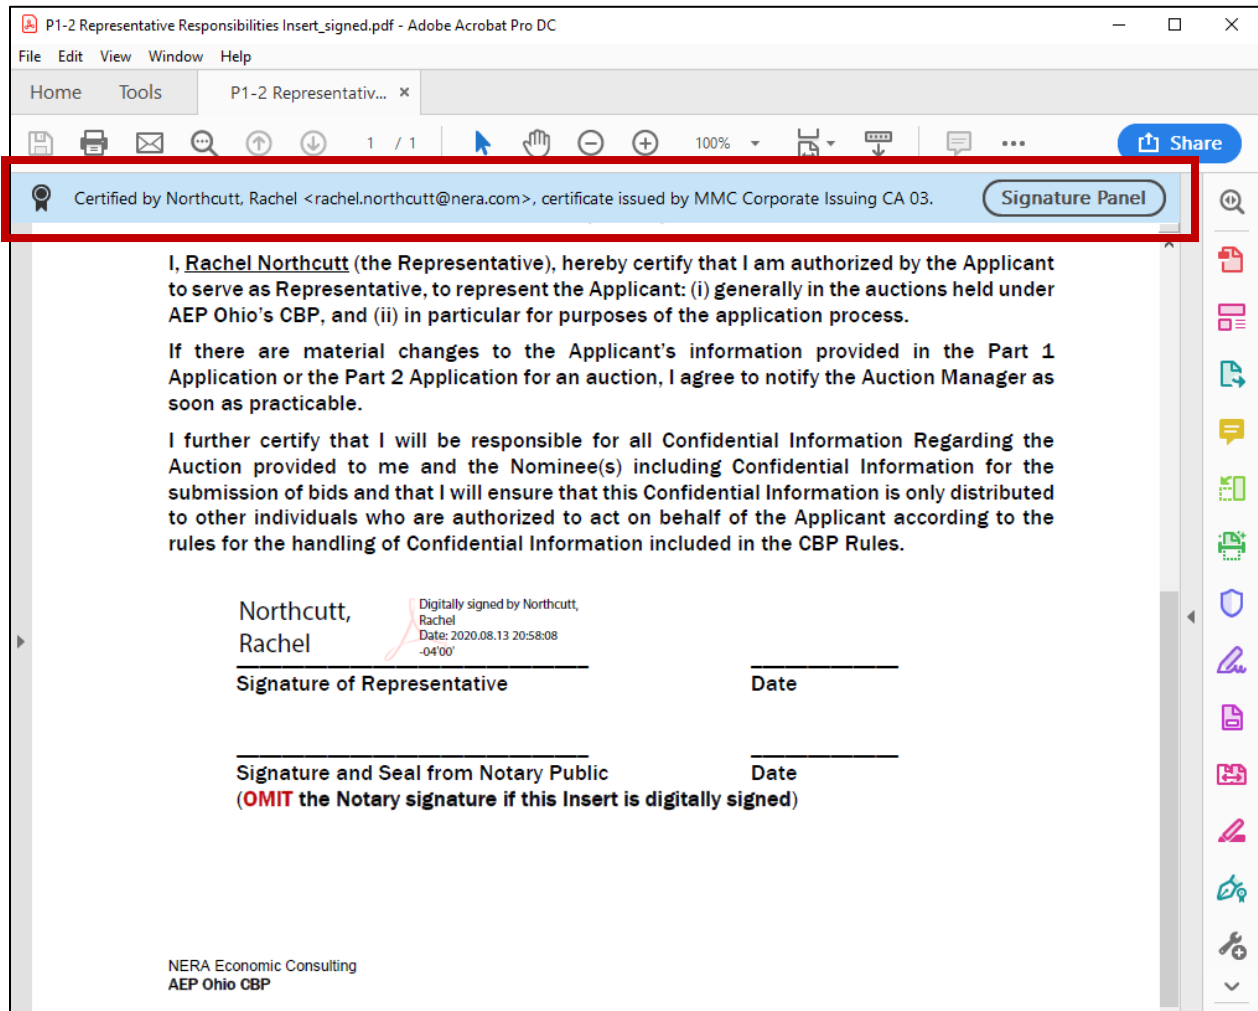 P1-2 Representative Responsibilities Insert_signed.pdf - Adobe Acrobat Pro DC
File Edit View Window Help
Home Tools P1-2 Representativ... ×
1 / 1 100% Share
Certified by Northcutt, Rachel <rachel.northcutt@nera.com>, certificate issued by MMC Corporate Issuing CA 03. Signature Panel
I, Rachel Northcutt (the Representative), hereby certify that I am authorized by the Applicant
to serve as Representative, to represent the Applicant: (i) generally in the auctions held under
AEP Ohio's CBP, and (ii) in particular for purposes of the application process.
If there are material changes to the Applicant's information provided in the Part 1
Application or the Part 2 Application for an auction, I agree to notify the Auction Manager as
soon as practicable.
I further certify that I will be responsible for all Confidential Information Regarding the
Auction provided to me and the Nominee(s) including Confidential Information for the
submission of bids and that I will ensure that this Confidential Information is only distributed
to other individuals who are authorized to act on behalf of the Applicant according to the
rules for the handling of Confidential Information included in the CBP Rules.
Northcutt,
Rachel
Digitally signed by Northcutt,
Rachel
Date: 2020.08.13 20:58:08
-04'00'
Signature of Representative Date
Signature and Seal from Notary Public Date
(OMIT the Notary signature if this Insert is digitally signed)
NERA Economic Consulting
AEP Ohio CBP